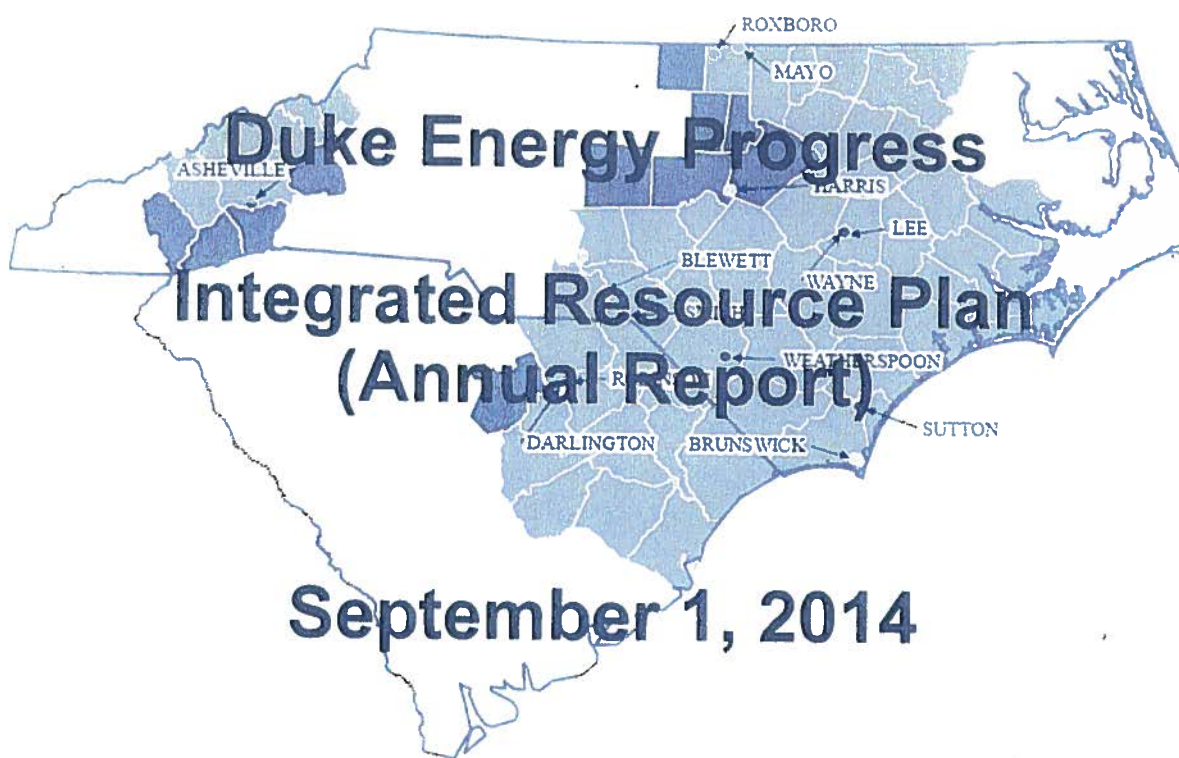 ROXBORO
MAYO
Duke Energy Progress
ASHEVILLE
HARRIS
LEE
BLEWETT
WAYNE
Integrated Resource Plan
WEATHERSPOON
(Annual Report)
SUTTON
DARLINGTON
BRUNSWICK
September 1, 2014